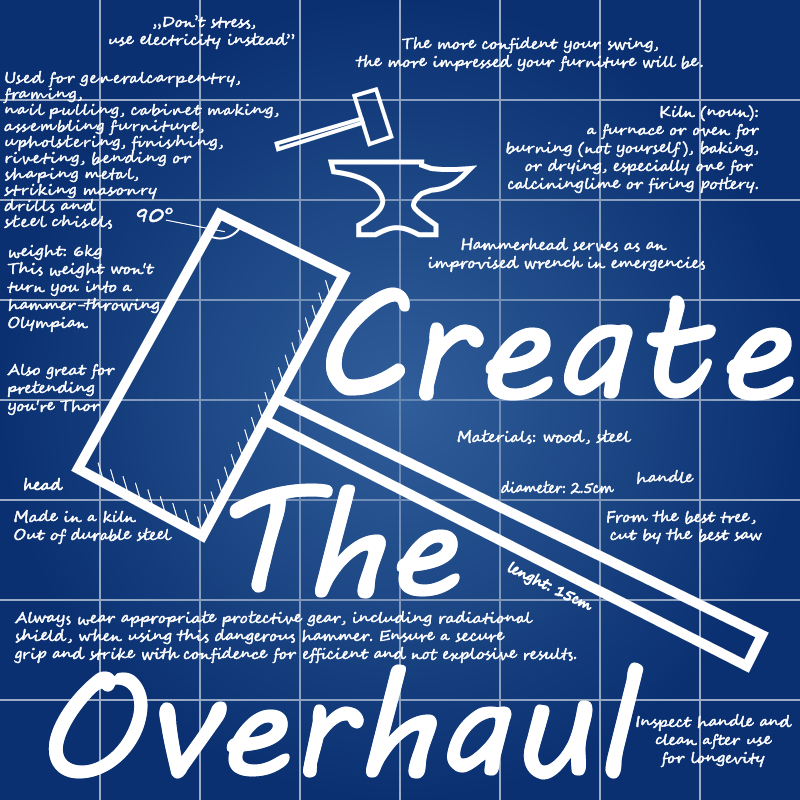 „Don't stress,
use electricity instead”
The more confident your swing,
the more impressed your furniture will be.
Used for generalcarpentry,
framing,
nail pulling, cabinet making,
assembling furniture,
upholstering, finishing,
riveting, bending or
shaping metal,
striking masonry
drills and
steel chisels
Kiln (noun):
a furnace or oven for
burning (not yourself), baking,
or drying, especially one for
calcininglime or firing pottery.
90°
weight: 6kg
This weight won't
turn you into a
hammer-throwing
Olympian
Hammerhead serves as an
improvised wrench in emergencies
Create
Also great for
pretending
you're Thor
Materials: wood, steel
head
diameter: 2.5cm
handle
Made in a kiln
Out of durable steel
The
From the best tree,
cut by the best saw
lenght: 15cm
Always wear appropriate protective gear, including radiational
shield, when using this dangerous hammer. Ensure a secure
grip and strike with confidence for efficient and not explosive results.
Overhaul
Inspect handle and
clean after use
for longevity